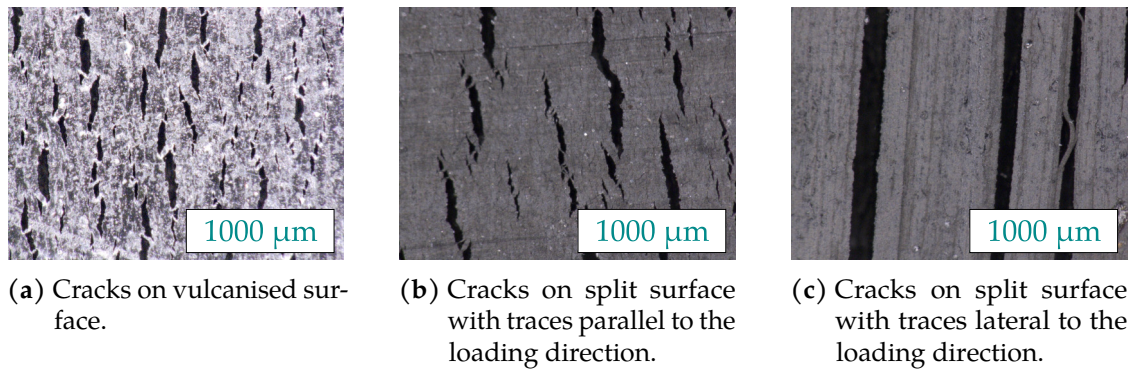 1000 µm
1000 µm
1000 µm
(a) Cracks on vulcanised sur-
face.
(b) Cracks on split surface
with traces parallel to the
loading direction.
(c) Cracks on split surface
with traces lateral to the
loading direction.